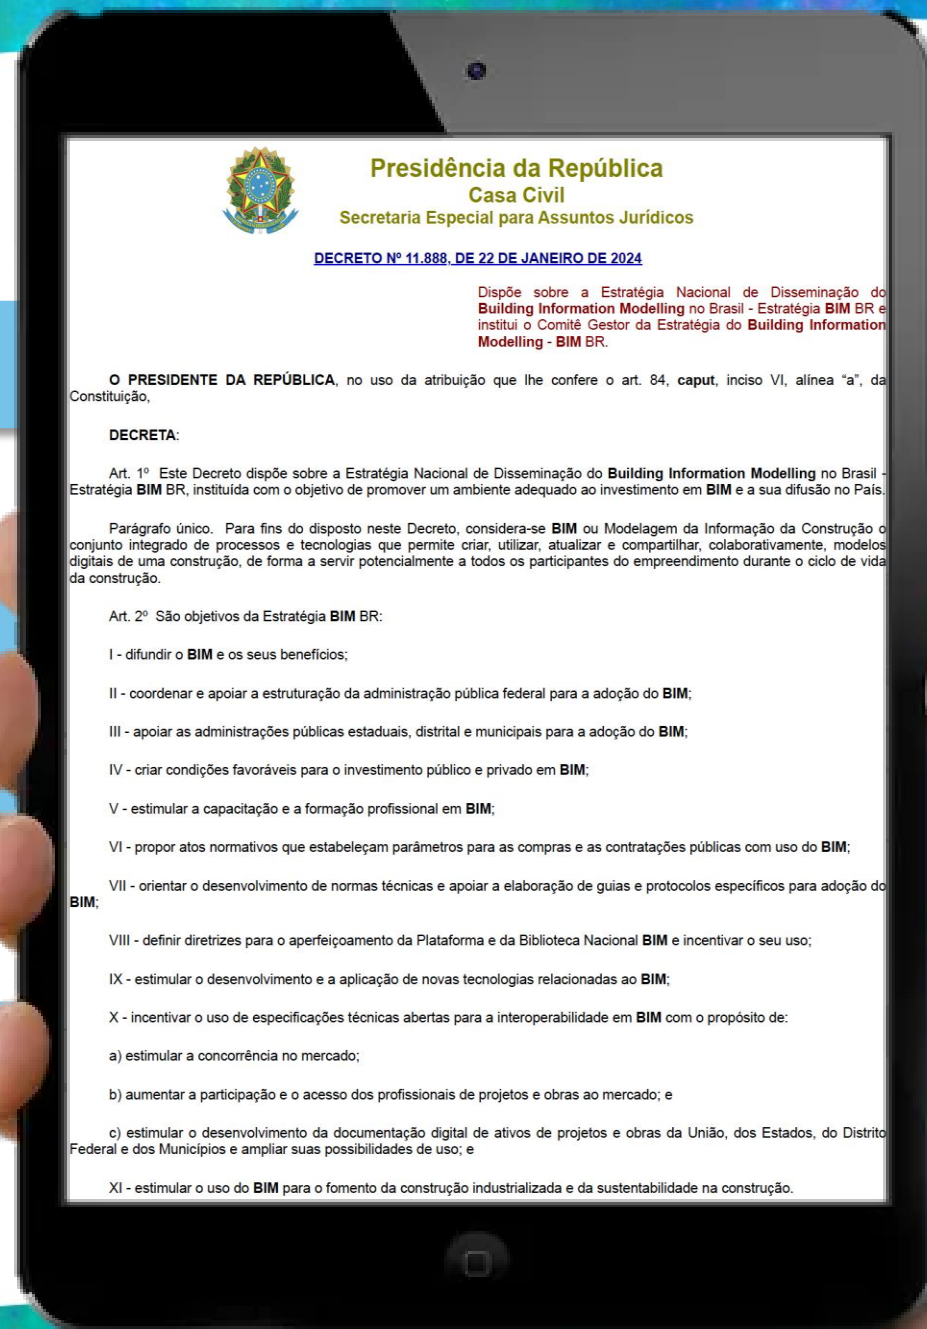 Presidência da República
Casa Civil
Secretaria Especial para Assuntos Jurídicos
DECRETO Nº 11.888, DE 22 DE JANEIRO DE 2024
Dispõe sobre a Estratégia Nacional de Disseminação do
Building Information Modelling no Brasil - Estratégia BIM BR e
institui o Comitê Gestor da Estratégia do Building Information
Modelling - BIM BR.
O PRESIDENTE DA REPÚBLICA, no uso da atribuição que lhe confere o art. 84, caput, inciso VI, alínea “a”, da
Constituição,
DECRETA:
Art. 1º Este Decreto dispõe sobre a Estratégia Nacional de Disseminação do Building Information Modelling no Brasil -
Estratégia BIM BR, instituída com o objetivo de promover um ambiente adequado ao investimento em BIM e a sua difusão no País.
Parágrafo único. Para fins do disposto neste Decreto, considera-se BIM ou Modelagem da Informação da Construção o
conjunto integrado de processos e tecnologias que permite criar, utilizar, atualizar e compartilhar, colaborativamente, modelos
digitais de uma construção, de forma a servir potencialmente a todos os participantes do empreendimento durante o ciclo de vida
da construção.
Art. 2º São objetivos da Estratégia BIM BR:
I - difundir o BIM e os seus benefícios;
II - coordenar e apoiar a estruturação da administração pública federal para a adoção do BIM;
III - apoiar as administrações públicas estaduais, distrital e municipais para a adoção do BIM;
IV - criar condições favoráveis para o investimento público e privado em BIM;
V - estimular a capacitação e a formação profissional em BIM;
VI - propor atos normativos que estabeleçam parâmetros para as compras e as contratações públicas com uso do BIM;
VII - orientar o desenvolvimento de normas técnicas e apoiar a elaboração de guias e protocolos específicos para adoção do
BIM;
VIII - definir diretrizes para o aperfeiçoamento da Plataforma e da Biblioteca Nacional BIM e incentivar o seu uso;
IX - estimular o desenvolvimento e a aplicação de novas tecnologias relacionadas ao BIM;
X - incentivar o uso de especificações técnicas abertas para a interoperabilidade em BIM com o propósito de:
a) estimular a concorrência no mercado;
b) aumentar a participação e o acesso dos profissionais de projetos e obras ao mercado; e
c) estimular o desenvolvimento da documentação digital de ativos de projetos e obras da União, dos Estados, do Distrito
Federal e dos Municípios e ampliar suas possibilidades de uso; e
XI - estimular o uso do BIM para o fomento da construção industrializada e da sustentabilidade na construção.